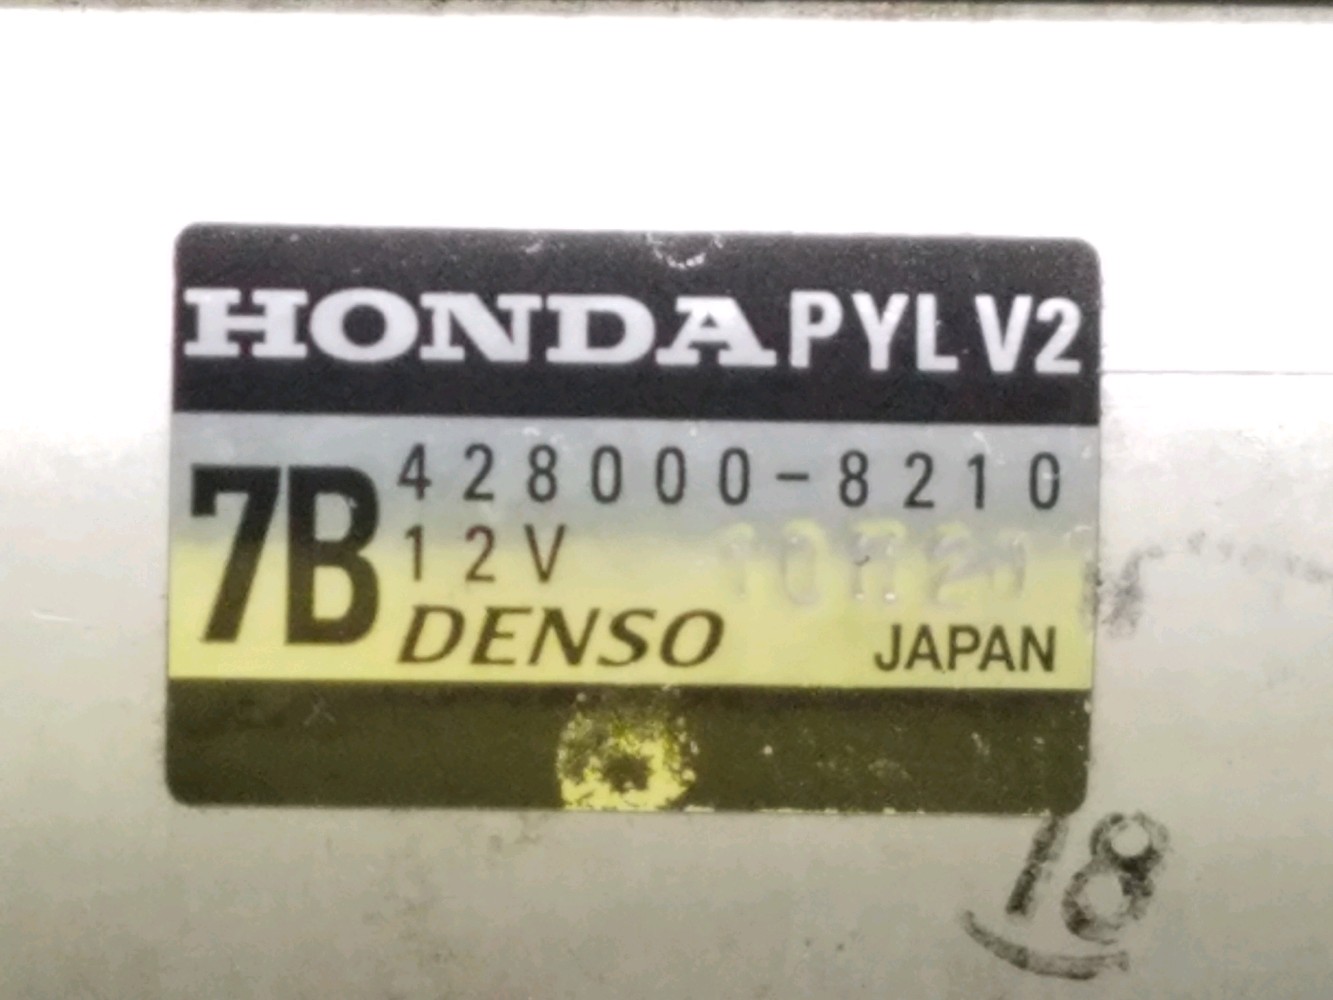 HONDA PYL V2
7B
428000-8210
12V
DENSO JAPAN
18